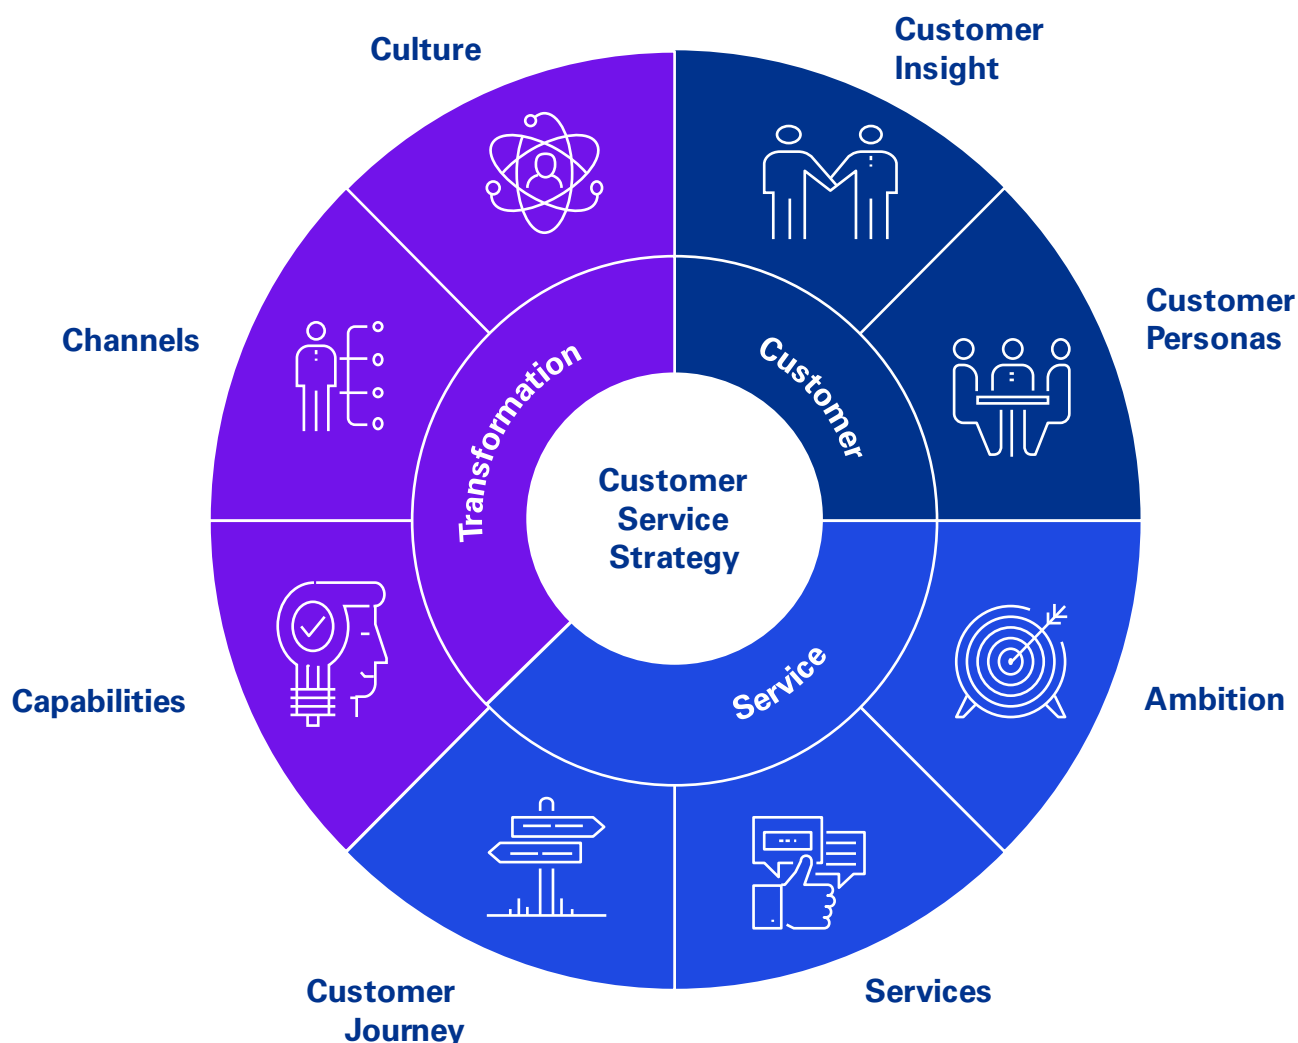 Culture
Customer
Insight
Channels
Customer
Personas
Transformation
Customer
Customer
Service
Strategy
Service
Capabilities
Ambition
Customer
Journey
Services